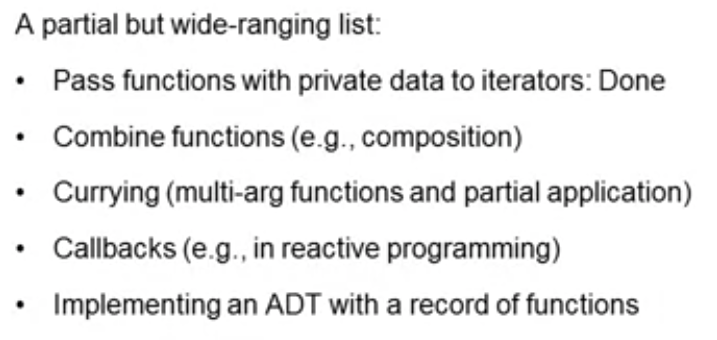 A partial but wide-ranging list:
• Pass functions with private data to iterators: Done
• Combine functions (e.g., composition)
• Currying (multi-arg functions and partial application)
• Callbacks (e.g., in reactive programming)
• Implementing an ADT with a record of functions